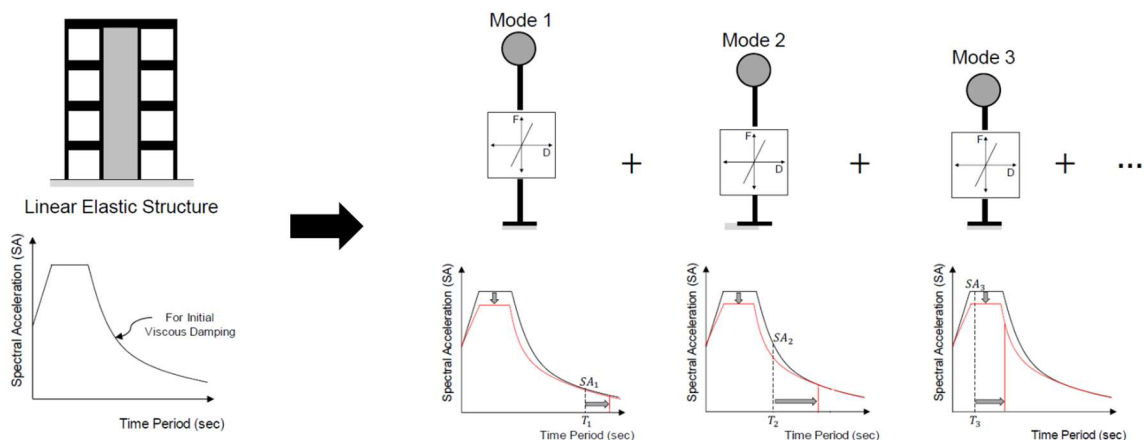 Linear Elastic Structure
Spectral Acceleration (SA)
For Initial
Viscous Damping
Time Period (sec)
Mode 1
F
D
+
Mode 2
F
D
+
Mode 3
F
D
+
...
Spectral Acceleration (SA)
SA₁
T₁
Time Period (sec)
Spectral Acceleration (SA)
SA₂
T₂
Time Period (sec)
Spectral Acceleration (SA)
SA₃
T₃
Time Period (sec)